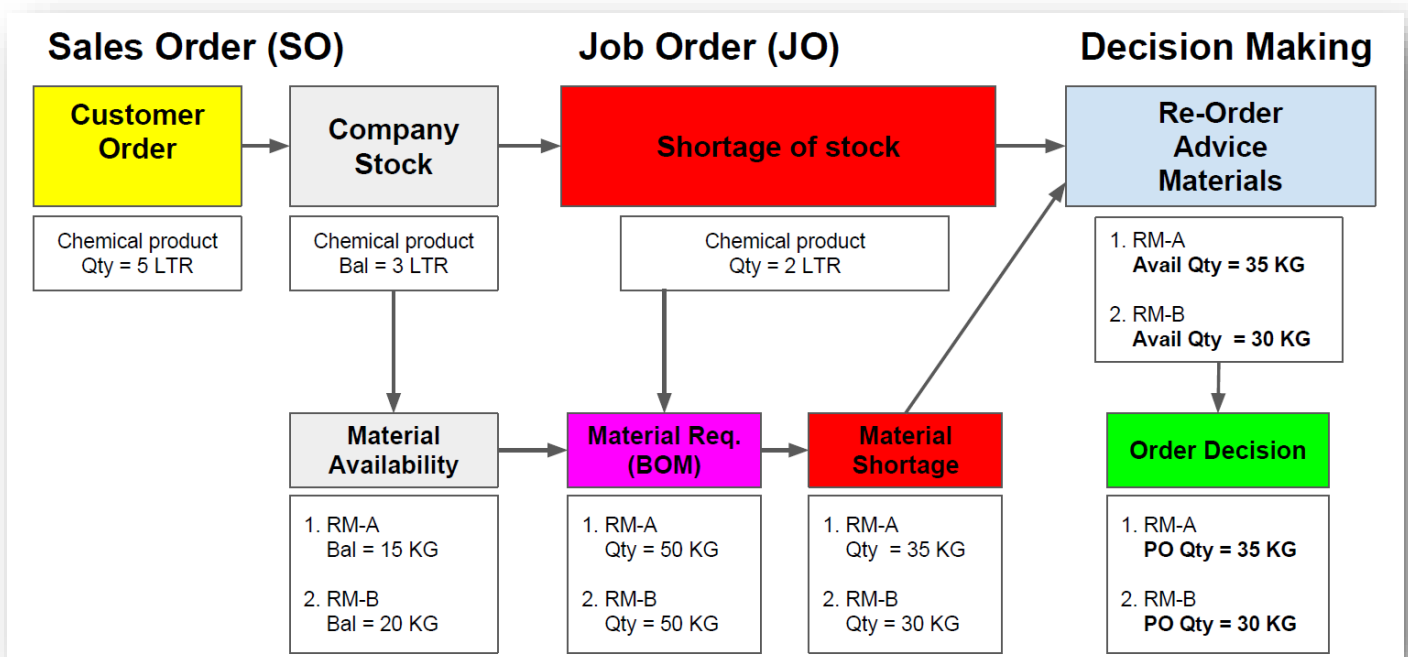 Sales Order (SO)
Job Order (JO)
Decision Making
Customer
Order
Company
Stock
Shortage of stock
Re-Order
Advice
Materials
Chemical product
Qty = 5 LTR
Chemical product
Bal = 3 LTR
Chemical product
Qty = 2 LTR
1. RM-A
Avail Qty = 35 KG
2. RM-B
Avail Qty = 30 KG
Material
Availability
Material Req.
(BOM)
Material
Shortage
Order Decision
1. RM-A
Bal = 15 KG
2. RM-B
Bal = 20 KG
1. RM-A
Qty = 50 KG
2. RM-B
Qty = 50 KG
1. RM-A
Qty = 35 KG
2. RM-B
Qty = 30 KG
1. RM-A
PO Qty = 35 KG
2. RM-B
PO Qty = 30 KG